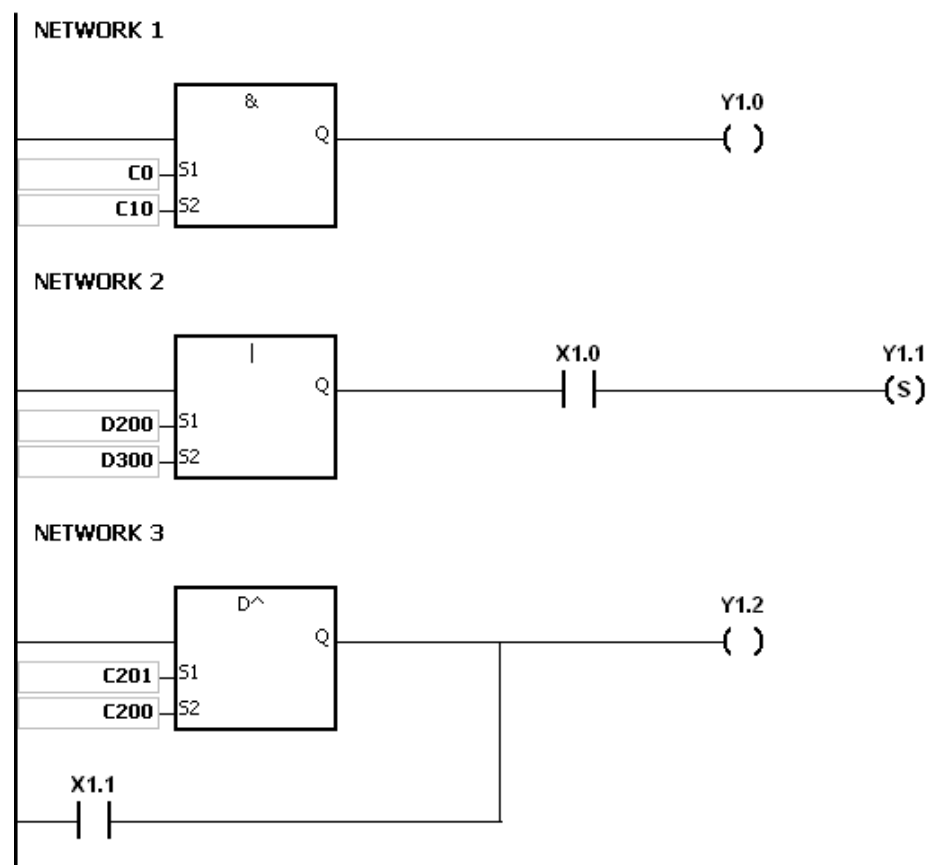 NETWORK 1
&
Y1.0
Q
( )
C0 S1
C10 S2
NETWORK 2
|
X1.0
Y1.1
Q
(S)
D200 S1
D300 S2
NETWORK 3
D^
Y1.2
Q
( )
C201 S1
C200 S2
X1.1